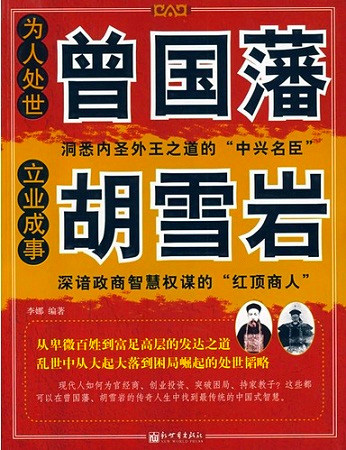 为人处世
曾国藩
洞悉内圣外王之道的“中兴名臣”
立业成事
胡雪岩
深谙政商智慧权谋的“红顶商人”
李娜 编著
从卑微百姓到富足高层的发达之道
乱世中从大起大落到困局崛起的处世韬略
现代人如何为官经商、创业投资、突破困局、持家教子?这些都
可以在曾国藩、胡雪岩的传奇人生中找到最传统的中国式智慧。
新世界出版社